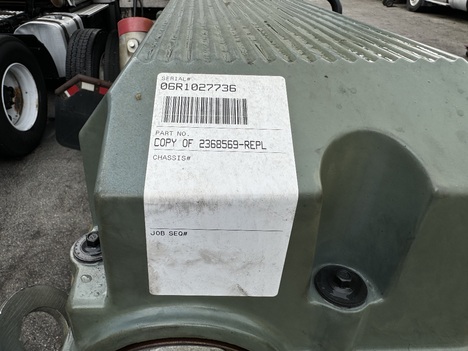 SERIAL#
06R1027736
PART NO.
COPY OF 2368569-REPL
CHASSIS#
JOB SEQ#